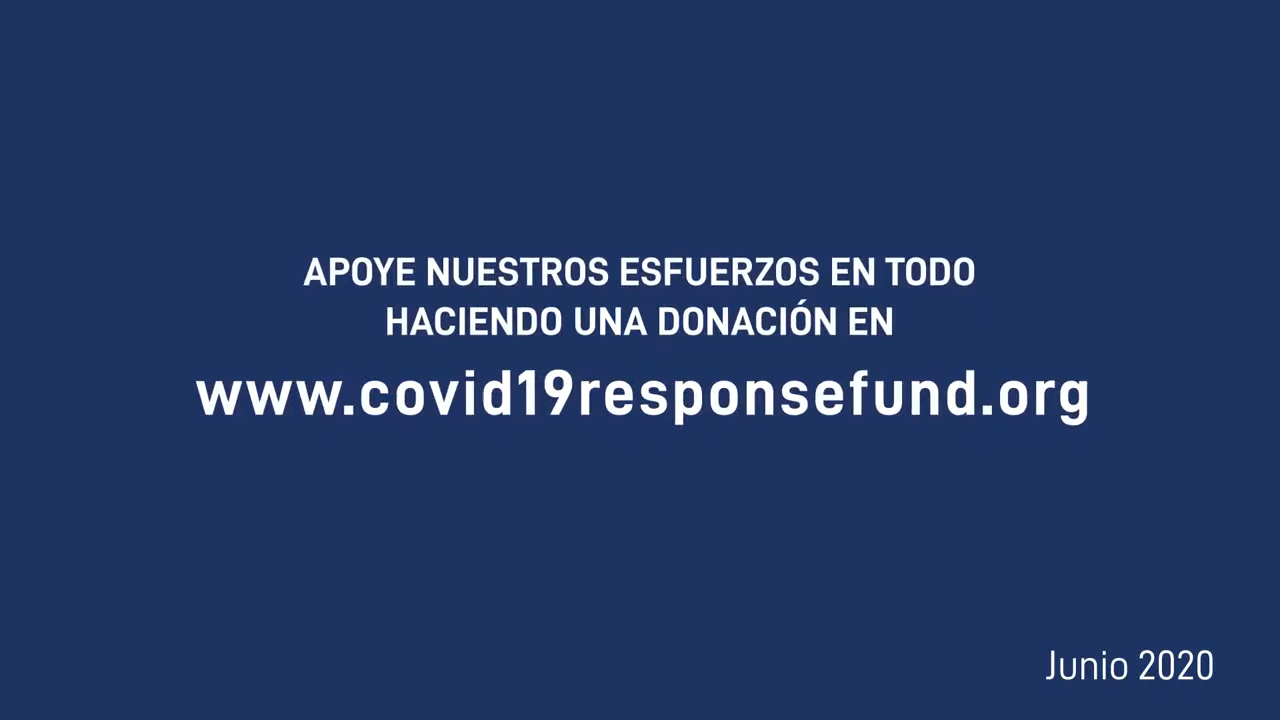 APOYE NUESTROS ESFUERZOS EN TODO
HACIENDO UNA DONACIÓN EN
www.covid19responsefund.org
Junio 2020